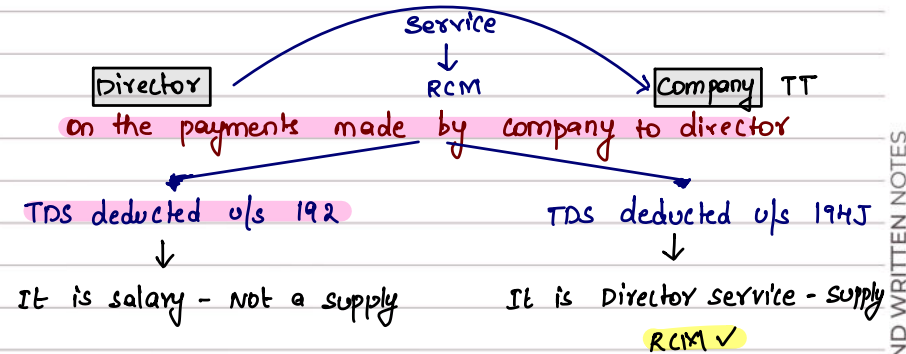 Service
Director RCM Company TT
on the payments made by company to director
TDS deducted u/s 192 TDS deducted u/s 194J
It is salary - Not a supply It is Director service - supply
RCM ✓
ND WRITTEN NOTES